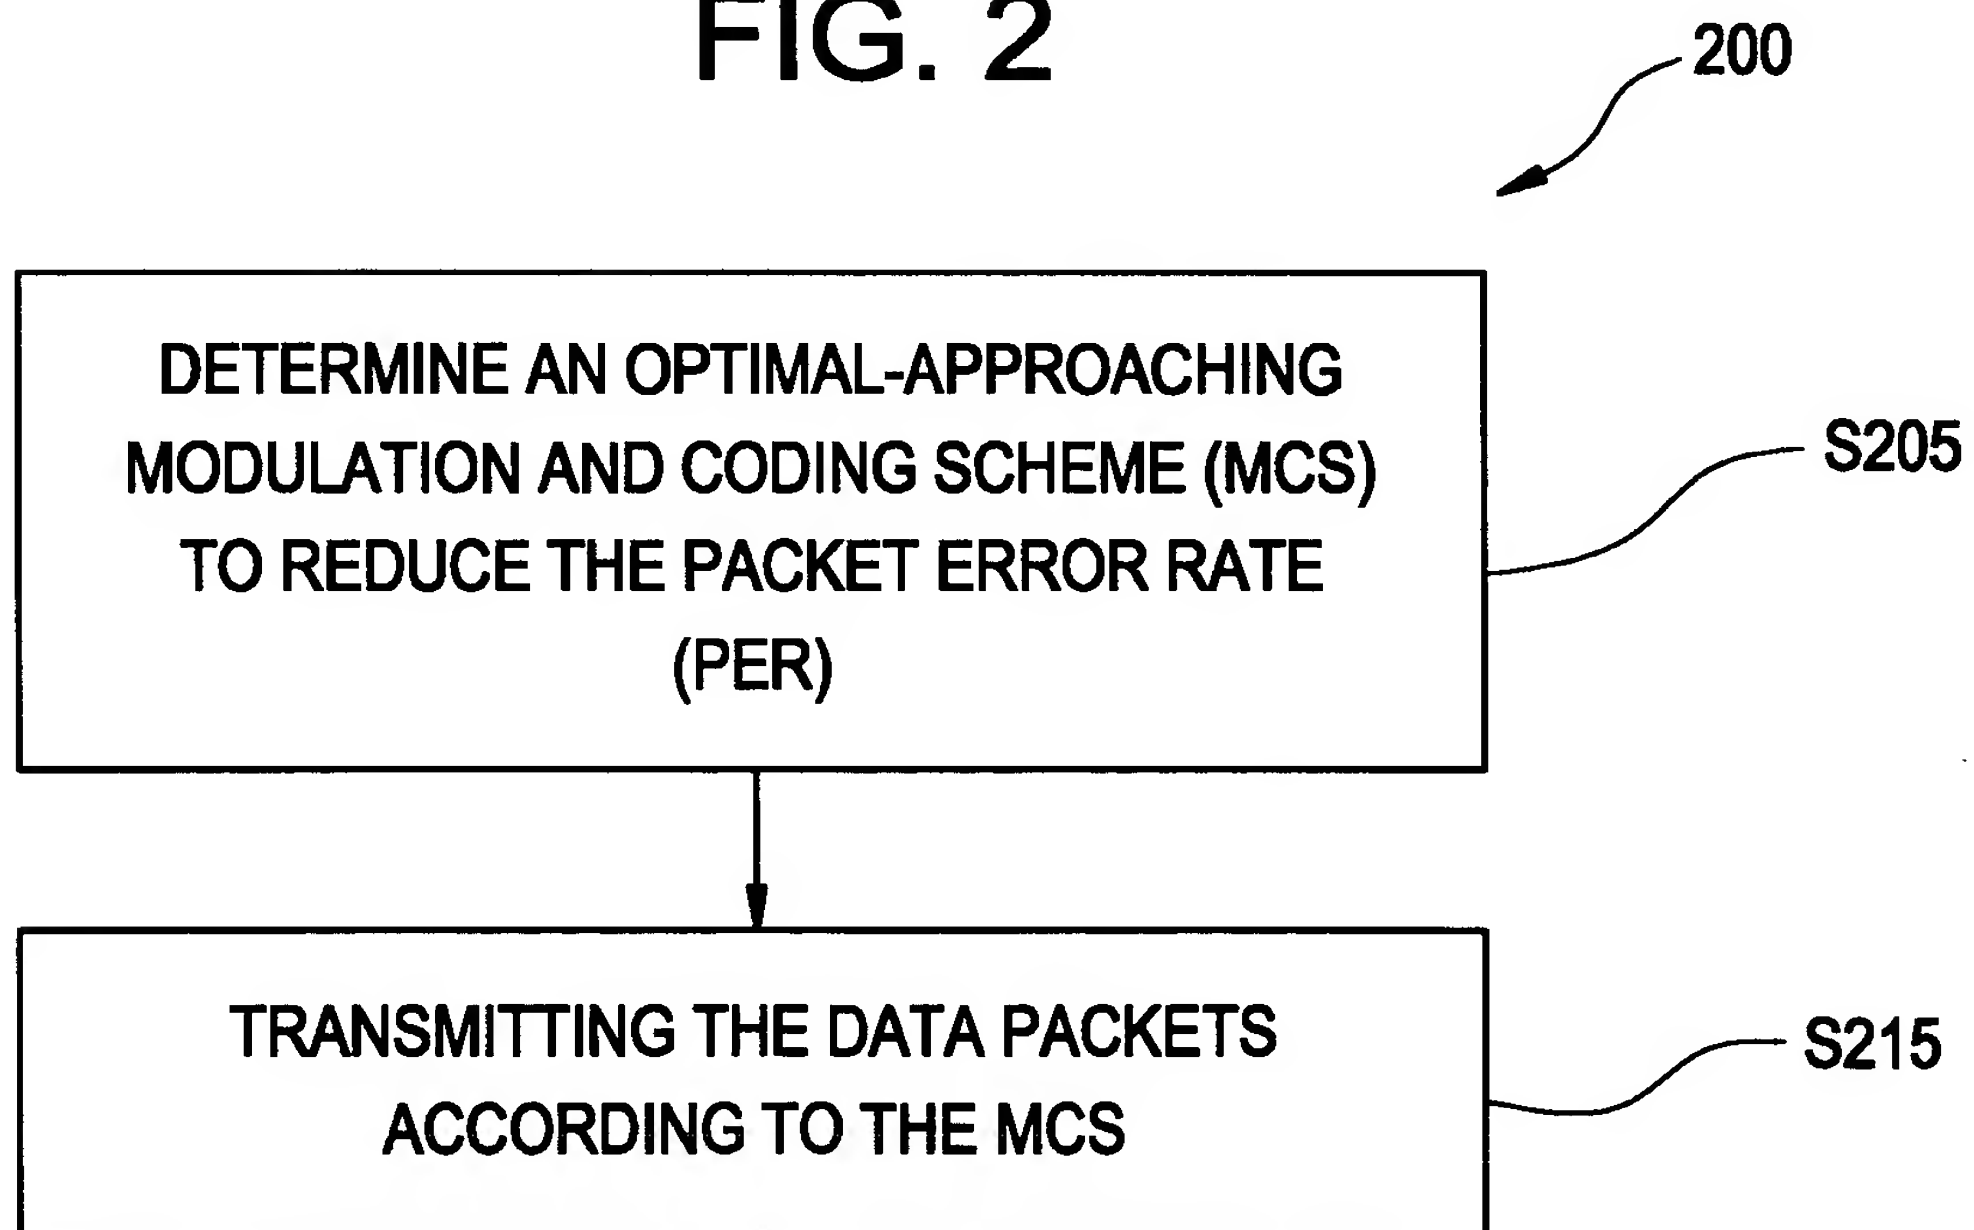 FIG. 2
200
DETERMINE AN OPTIMAL-APPROACHING
MODULATION AND CODING SCHEME (MCS)
TO REDUCE THE PACKET ERROR RATE
(PER)
S205
TRANSMITTING THE DATA PACKETS
ACCORDING TO THE MCS
S215